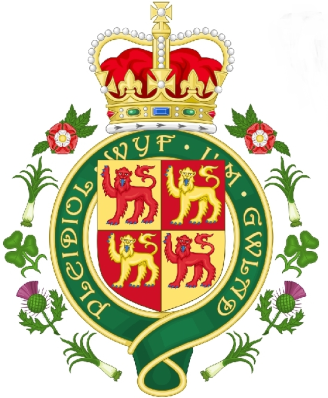 PLEIDIOL · WYF · I'M · GWLAD